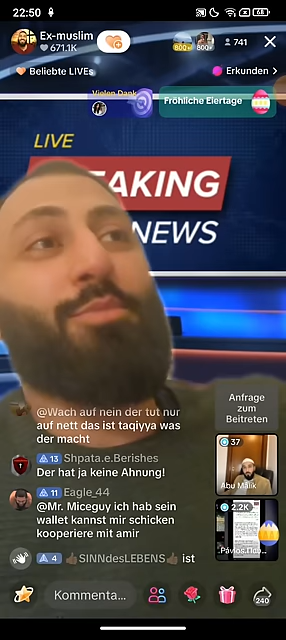 22:50
68
Ex-muslim
671.1K
800+
800+
741
Beliebte LIVEs
Erkunden >
Vielen Dank
Fröhliche Eiertage
LIVE
BREAKING
NEWS
@Wach auf nein der tut nur
auf nett das ist taqiyya was
der macht
13 Shpata.e.Berishes
Der hat ja keine Ahnung!
11 Eagle_44
@Mr. Miceguy ich hab sein
wallet kannst mir schicken
kooperiere mit amir
4 SINNdesLEBENS ist
Anfrage
zum
Beitreten
37
Abu Malik
2.2K
Kommenta...
240